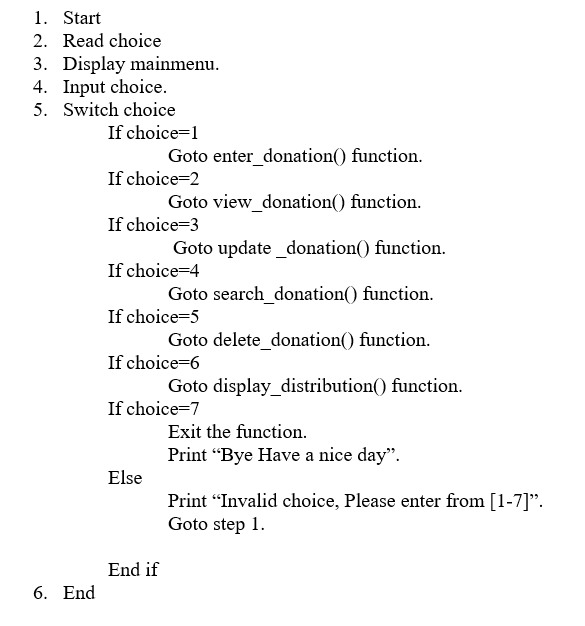 1. Start
2. Read choice
3. Display mainmenu.
4. Input choice.
5. Switch choice
If choice=1
Goto enter_donation() function.
If choice=2
Goto view_donation() function.
If choice=3
Goto update _donation() function.
If choice=4
Goto search_donation() function.
If choice=5
Goto delete_donation() function.
If choice=6
Goto display_distribution() function.
If choice=7
Exit the function.
Print “Bye Have a nice day”.
Else
Print “Invalid choice, Please enter from [1-7]”.
Goto step 1.
End if
6. End